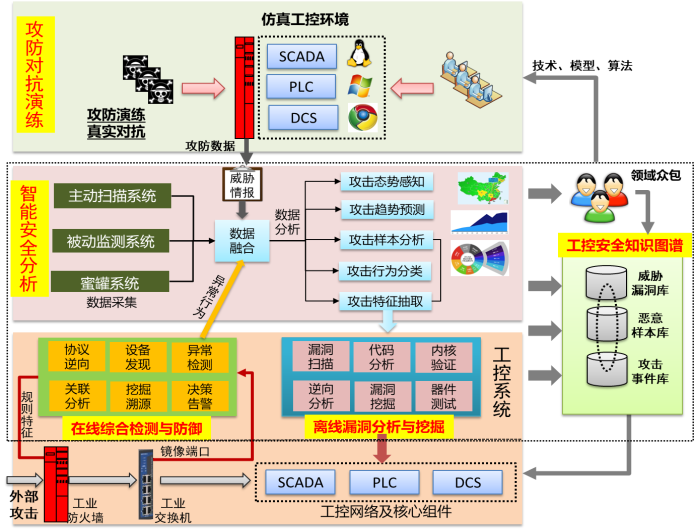 攻防对抗演练
仿真工控环境
SCADA
PLC
DCS
攻防演练
真实对抗
攻防数据
技术、模型、算法
智能安全分析
主动扫描系统
被动监测系统
蜜罐系统
数据采集
威胁
情报
数据
融合
数据
分析
异常行为
攻击态势感知
攻击趋势预测
攻击样本分析
攻击行为分类
攻击特征抽取
领域众包
工控安全知识图谱
威胁
漏洞库
恶意
样本库
攻击
事件库
协议
逆向
设备
发现
异常
检测
关联
分析
挖掘
溯源
决策
告警
在线综合检测与防御
漏洞
扫描
代码
分析
内核
验证
逆向
分析
漏洞
挖掘
器件
测试
离线漏洞分析与挖掘
工控系统
规则特征
镜像端口
外部
攻击
工业
防火墙
工业
交换机
SCADA
PLC
DCS
工控网络及核心组件